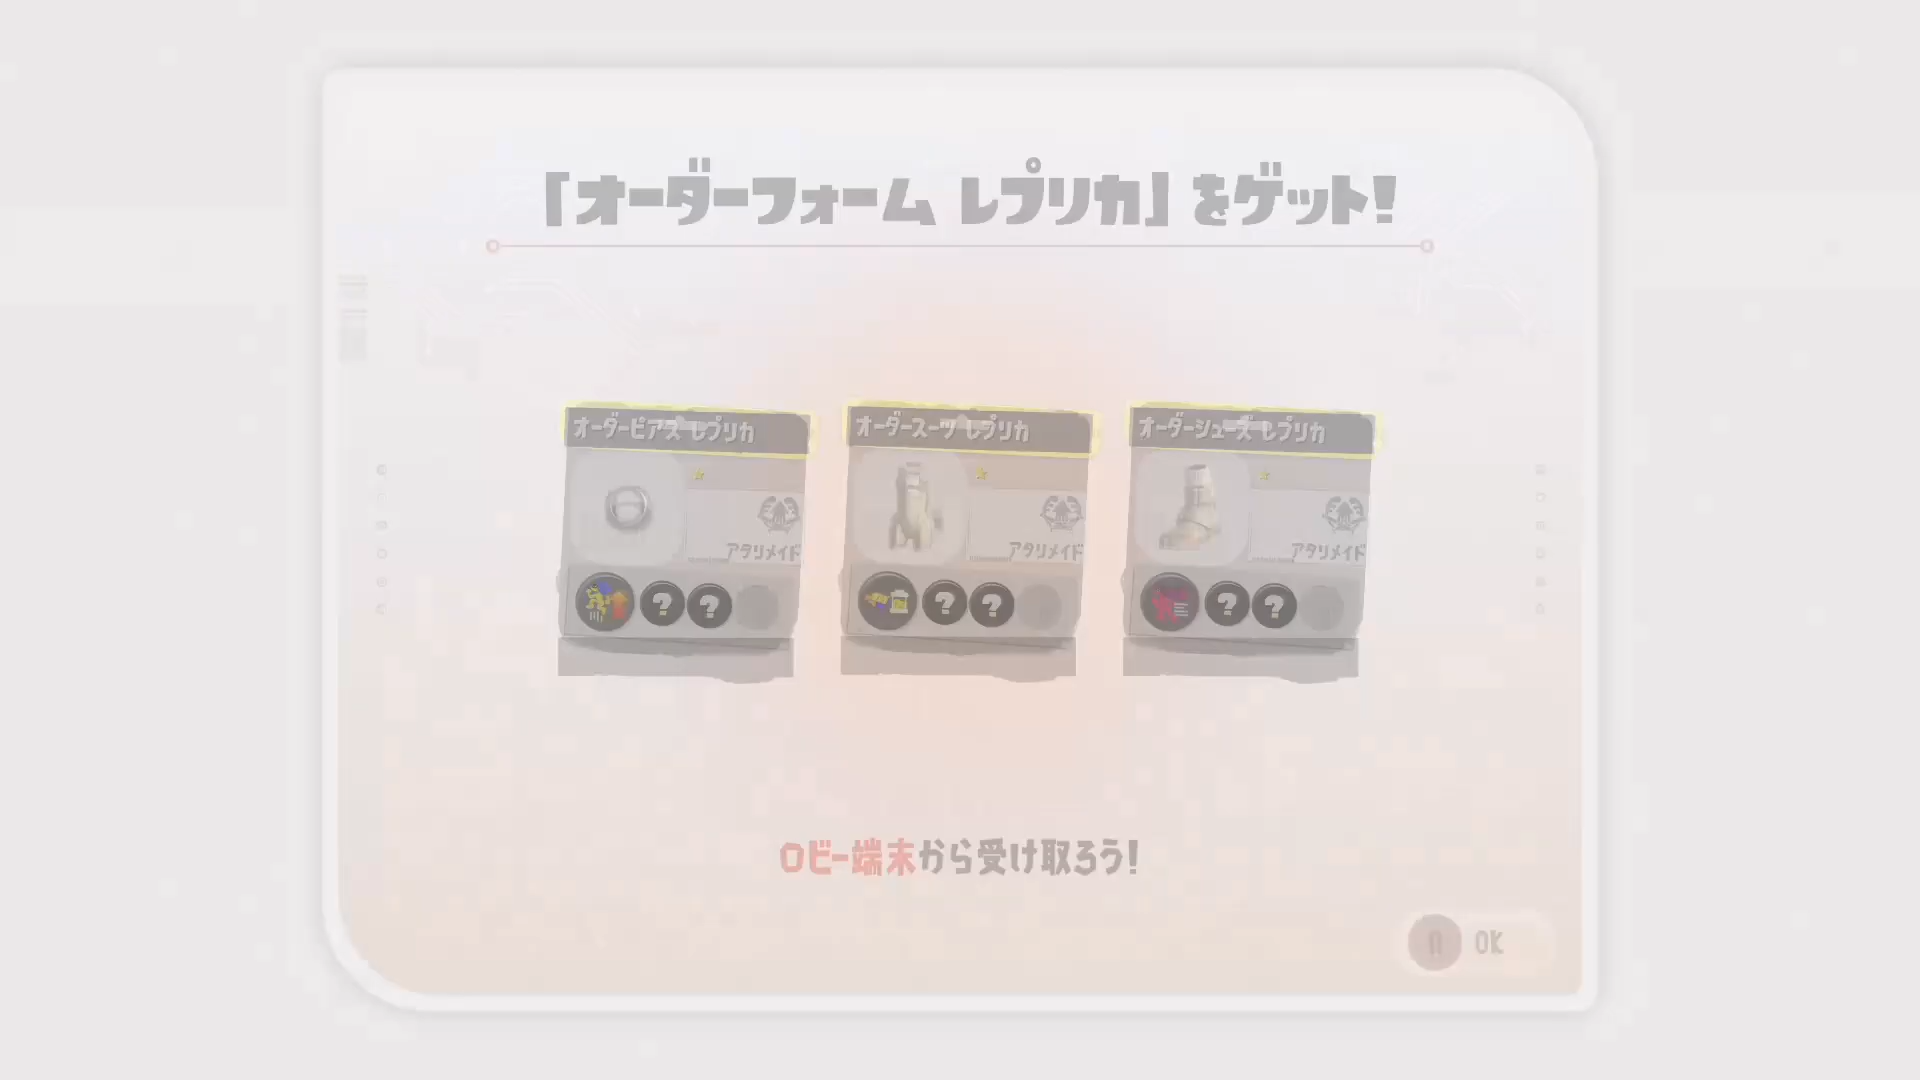 「オーダーフォーム レプリカ」をゲット!
オーダーピアス レプリカ
オーダースーツ レプリカ
オーダーシューズ レプリカ
アタリメイド
アタリメイド
アタリメイド
? ?
? ?
? ?
ロビー端末から受け取ろう!
A OK